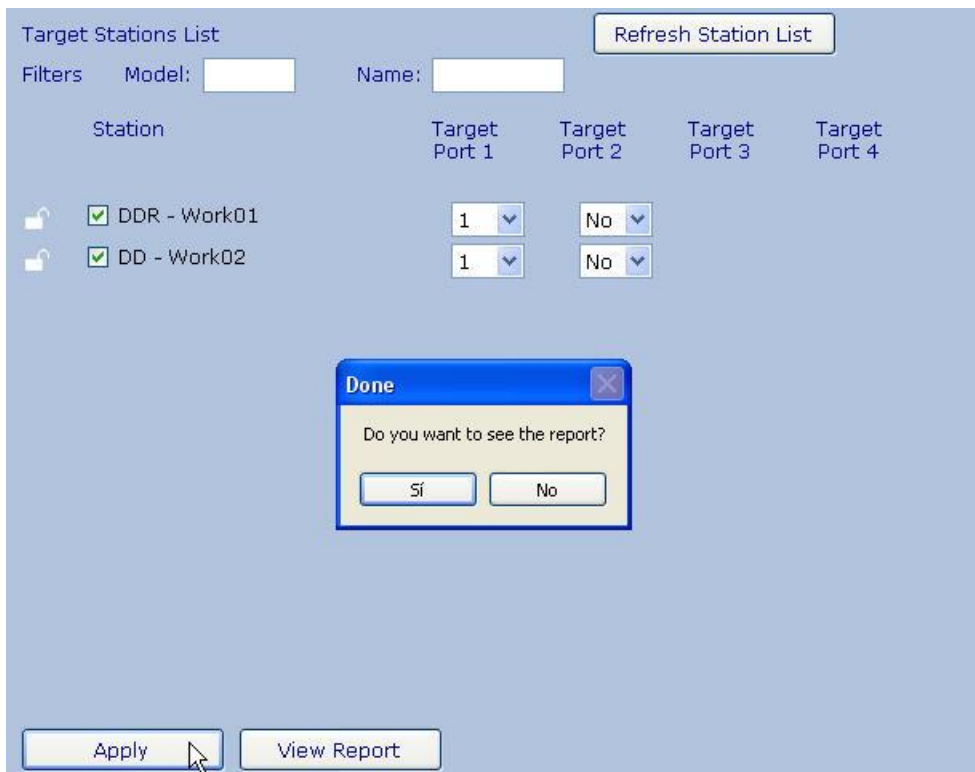 Target Stations List
Refresh Station List
Filters Model: Name:
Station Target Port 1 Target Port 2 Target Port 3 Target Port 4
DDR - Work01 1 No
DD - Work02 1 No
Done
Do you want to see the report?
Sí No
Apply View Report